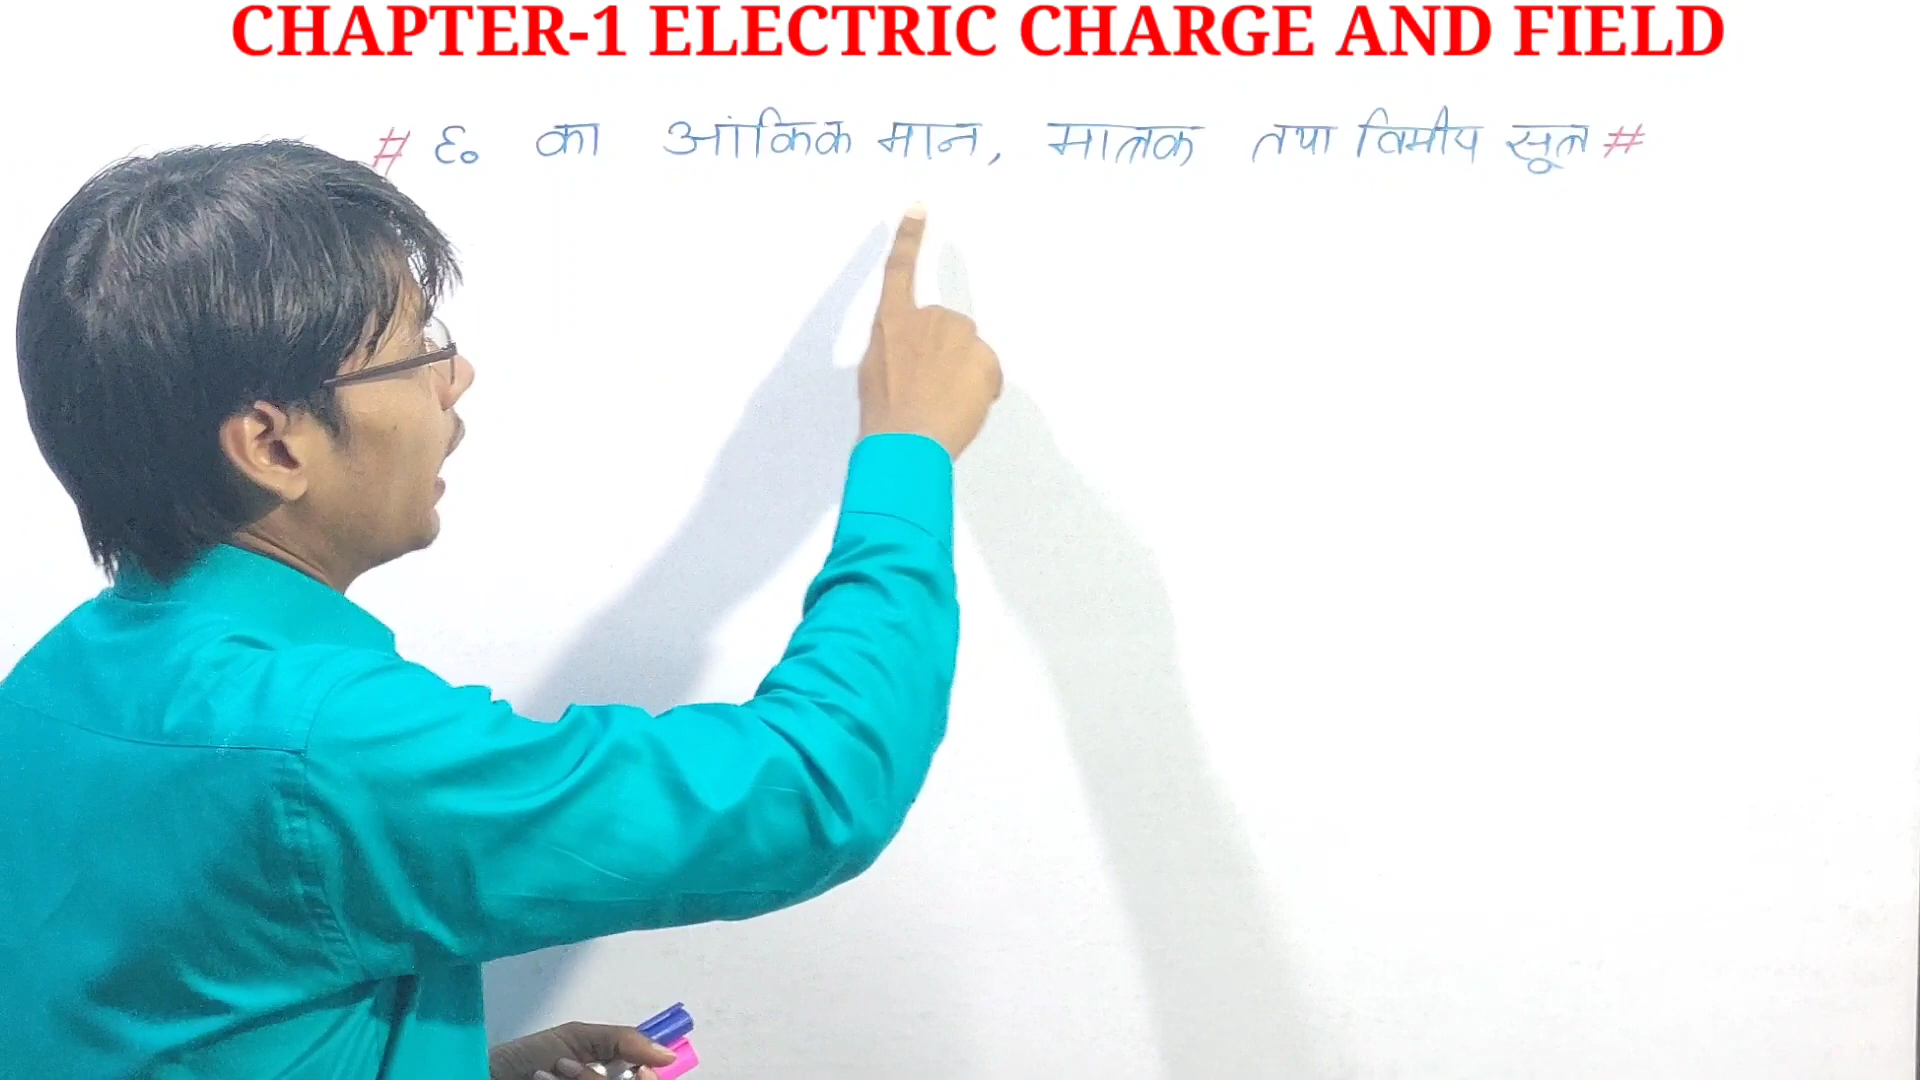 CHAPTER-1 ELECTRIC CHARGE AND FIELD
# ε₀ का आंकिक मान, मात्रक तथा विमीय सूत्र #